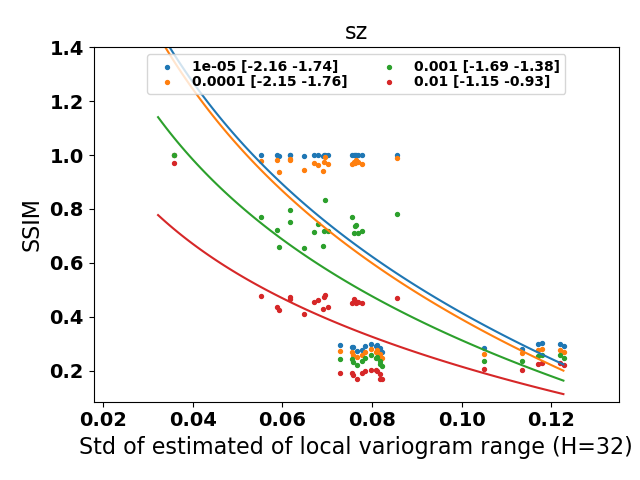 sz
1e-05 [-2.16 -1.74]
0.0001 [-2.15 -1.76]
0.001 [-1.69 -1.38]
0.01 [-1.15 -0.93]
SSIM
1.4
1.2
1.0
0.8
0.6
0.4
0.2
0.02 0.04 0.06 0.08 0.10 0.12
Std of estimated of local variogram range (H=32)